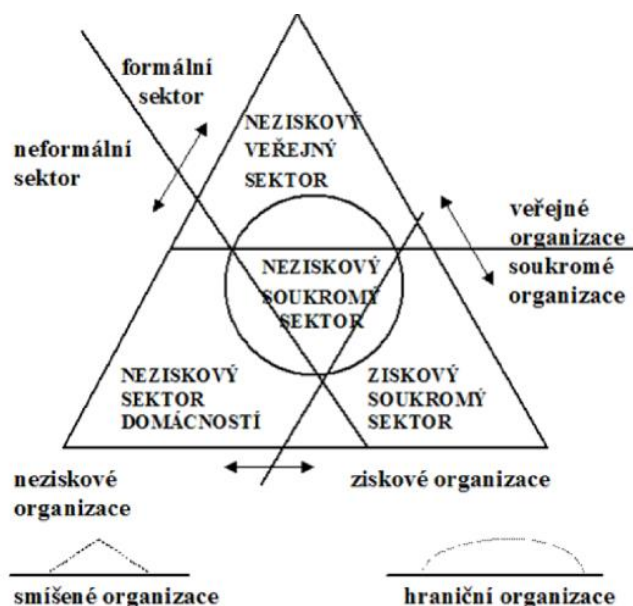 formální
sektor
neformální
sektor
NEZISKOVÝ
VEŘEJNÝ
SEKTOR
veřejné
organizace
soukromé
organizace
NEZISKOVÝ
SOUKROMÝ
SEKTOR
NEZISKOVÝ
SEKTOR
DOMÁCNOSTÍ
ZISKOVÝ
SOUKROMÝ
SEKTOR
neziskové
organizace
ziskové organizace
smíšené organizace
hraniční organizace